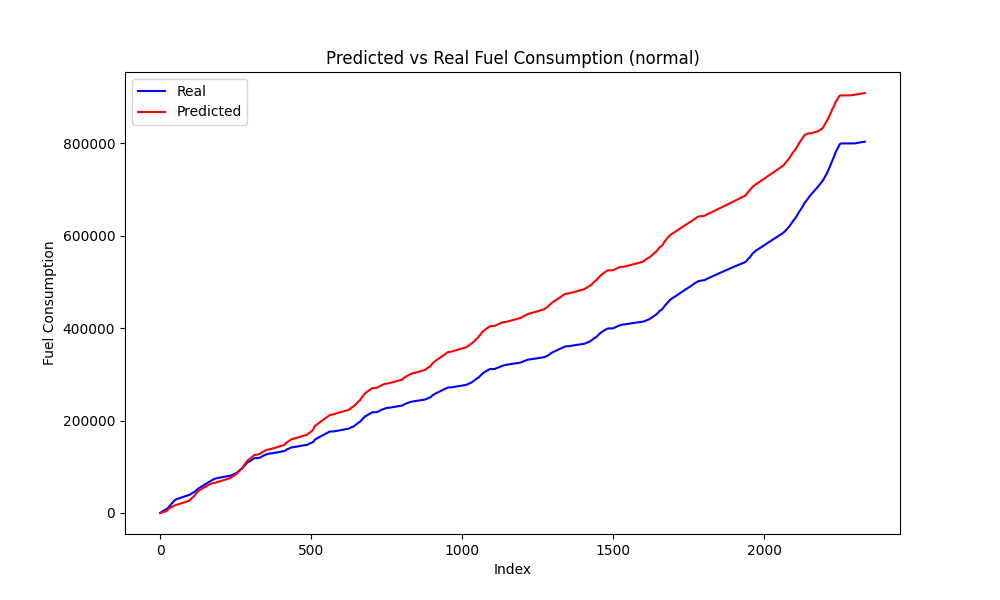 Predicted vs Real Fuel Consumption (normal)
Real
Predicted
Fuel Consumption
800000
600000
400000
200000
0
0 500 1000 1500 2000
Index